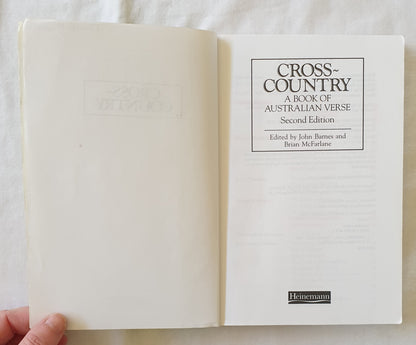 CROSS~
COUNTRY
A BOOK OF
AUSTRALIAN VERSE
Second Edition
Edited by John Barnes and
Brian McFarlane
Heinemann